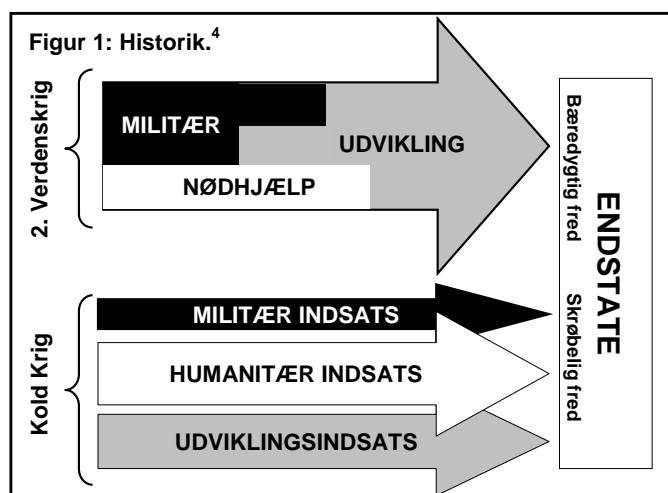 Figur 1: Historik.⁴
2. Verdenskrig
MILITÆR
UDVIKLING
NØDHJÆLP
Bæredygtig fred
ENDSTATE
Kold Krig
MILITÆR INDSATS
HUMANITÆR INDSATS
UDVIKLINGSINDSATS
Skrøbelig fred